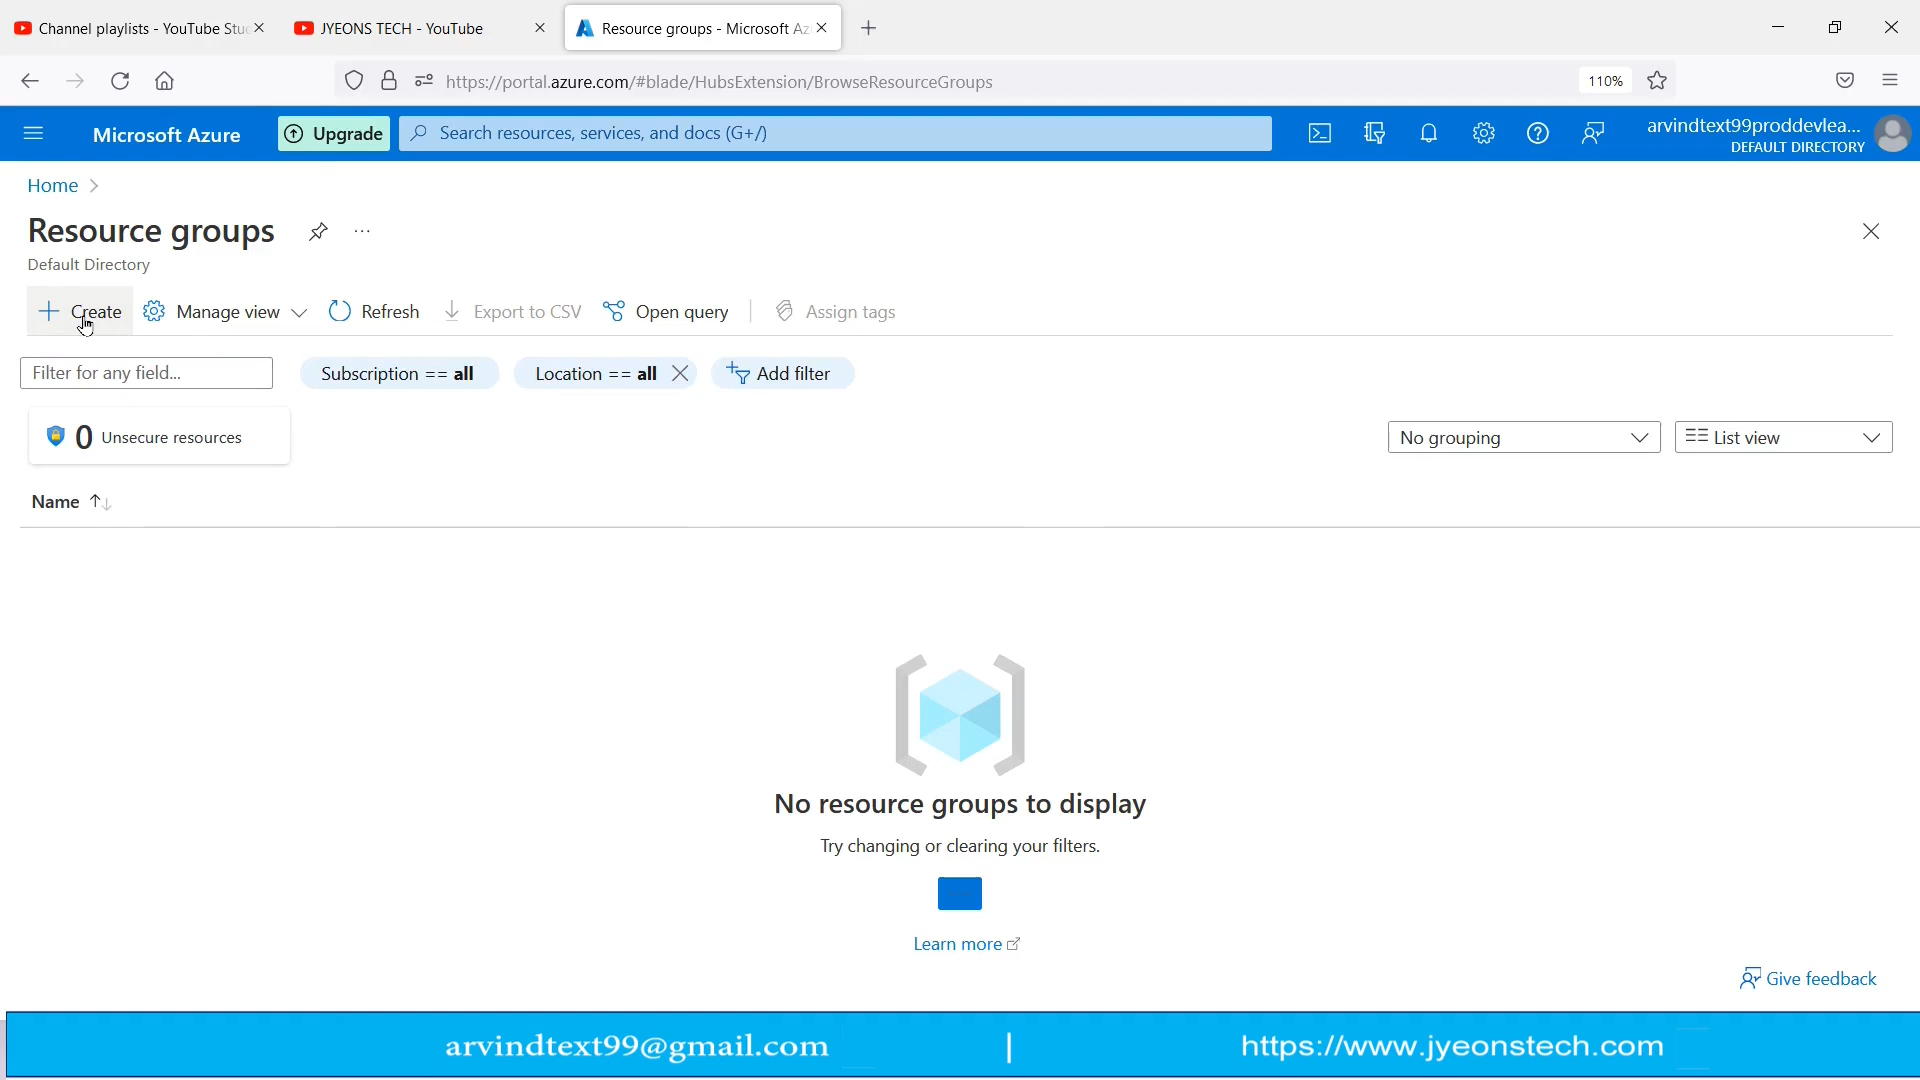 Channel playlists - YouTube Stu
JYEONS TECH - YouTube
Resource groups - Microsoft Az
https://portal.azure.com/#blade/HubsExtension/BrowseResourceGroups
110%
Microsoft Azure
Upgrade
Search resources, services, and docs (G+/)
arvindtext99proddevlea...
DEFAULT DIRECTORY
Home
Resource groups
Default Directory
Create
Manage view
Refresh
Export to CSV
Open query
Assign tags
Filter for any field...
Subscription == all
Location == all
Add filter
0 Unsecure resources
No grouping
List view
Name
No resource groups to display
Try changing or clearing your filters.
Learn more
Give feedback
arvindtext99@gmail.com | https://www.jyeonstech.com